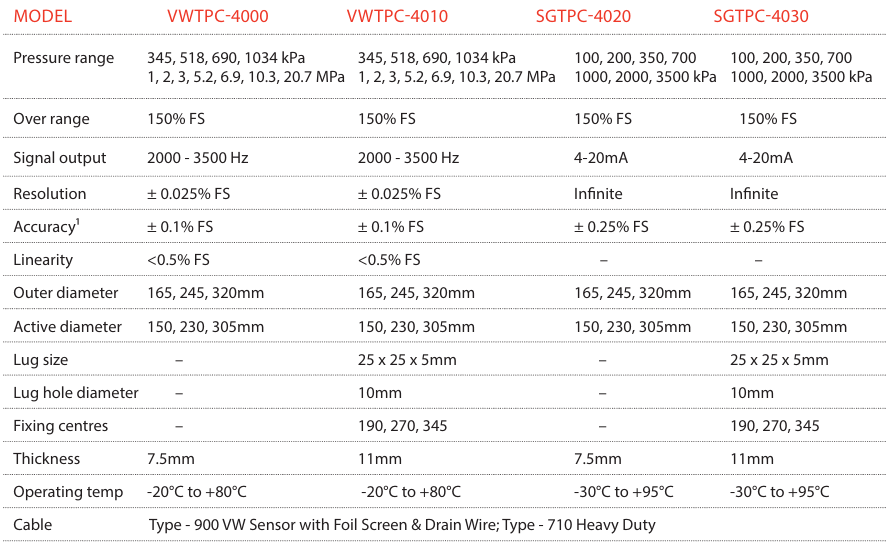 MODEL VWTPC-4000 VWTPC-4010 SGTPC-4020 SGTPC-4030
Pressure range 345, 518, 690, 1034 kPa 345, 518, 690, 1034 kPa 100, 200, 350, 700 100, 200, 350, 700
1, 2, 3, 5.2, 6.9, 10.3, 20.7 MPa 1, 2, 3, 5.2, 6.9, 10.3, 20.7 MPa 1000, 2000, 3500 kPa 1000, 2000, 3500 kPa
Over range 150% FS 150% FS 150% FS 150% FS
Signal output 2000 - 3500 Hz 2000 - 3500 Hz 4-20mA 4-20mA
Resolution ± 0.025% FS ± 0.025% FS Infinite Infinite
Accuracy¹ ± 0.1% FS ± 0.1% FS ± 0.25% FS ± 0.25% FS
Linearity <0.5% FS <0.5% FS – –
Outer diameter 165, 245, 320mm 165, 245, 320mm 165, 245, 320mm 165, 245, 320mm
Active diameter 150, 230, 305mm 150, 230, 305mm 150, 230, 305mm 150, 230, 305mm
Lug size – 25 x 25 x 5mm – 25 x 25 x 5mm
Lug hole diameter – 10mm – 10mm
Fixing centres – 190, 270, 345 – 190, 270, 345
Thickness 7.5mm 11mm 7.5mm 11mm
Operating temp -20°C to +80°C -20°C to +80°C -30°C to +95°C -30°C to +95°C
Cable Type - 900 VW Sensor with Foil Screen & Drain Wire; Type - 710 Heavy Duty